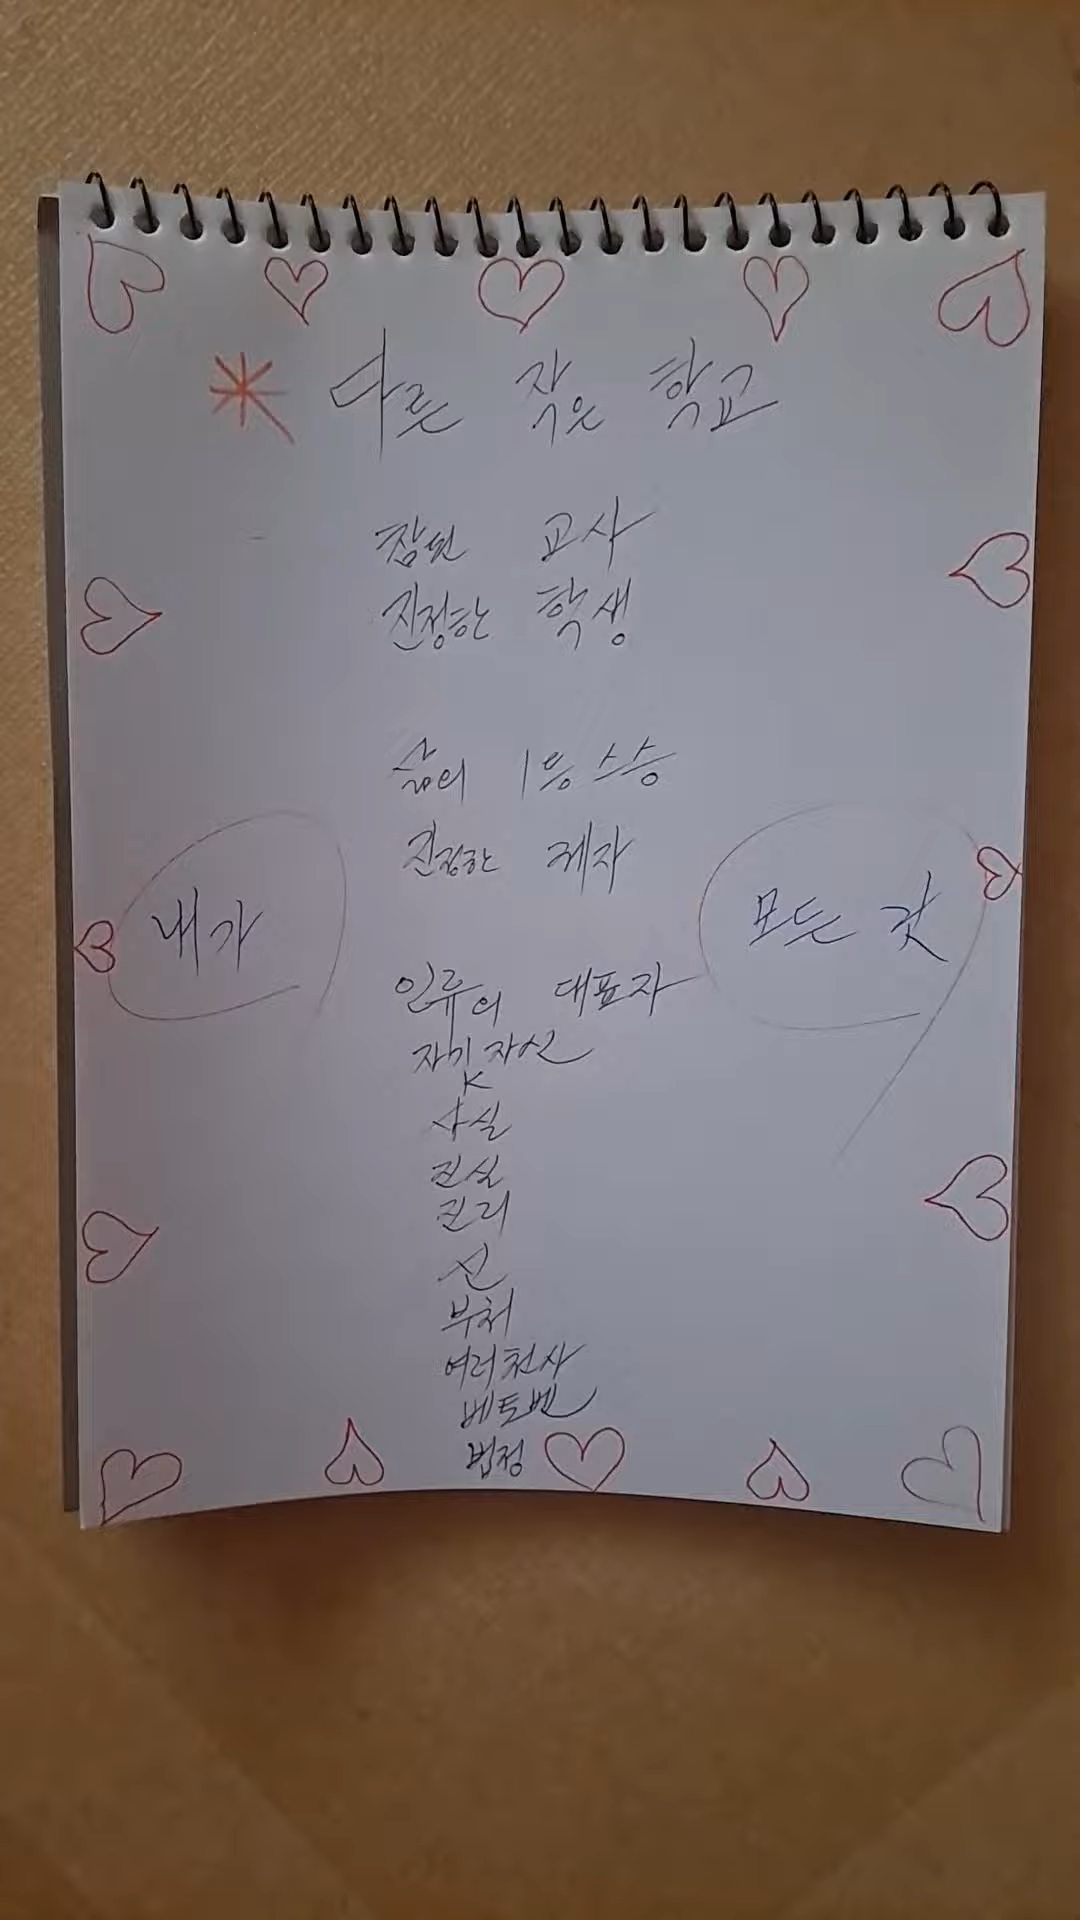 다른 작은 학교
참된 교사
진정한 학생
삶의 1등 스승
진정한 제자
내가
모든 것
인류의 대표자
자기 자신
사실
진실
진리
신
부처
여러 천사
베토벤
법정